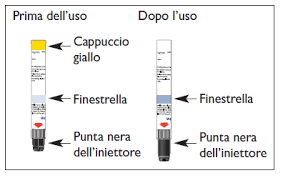 Prima dell'uso
Dopo l'uso
Cappuccio
giallo
Finestrella
Punta nera
dell'iniettore
Finestrella
Punta nera
dell'iniettore